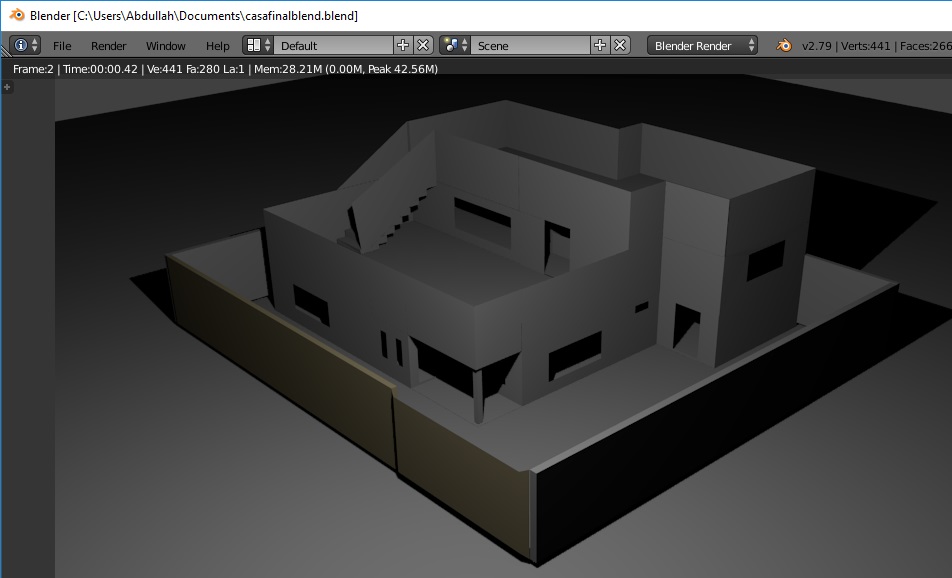 Blender [C:\Users\Abdullah\Documents\casafinalblend.blend]
File Render Window Help Default Scene Blender Render v2.79 | Verts:441 | Faces:266
Frame:2 | Time:00:00.42 | Ve:441 Fa:280 La:1 | Mem:28.21M (0.00M, Peak 42.56M)